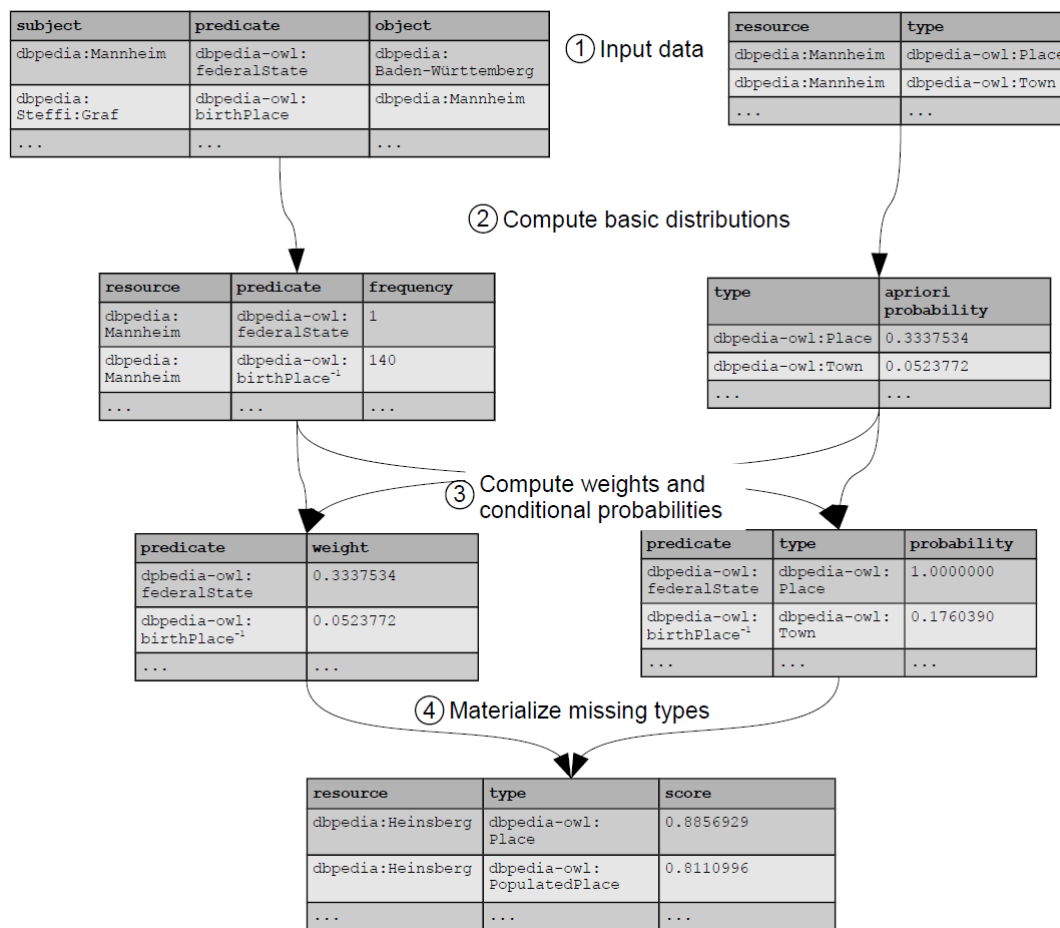 subject predicate object
dbpedia:Mannheim dbpedia-owl: dbpedia:
federalState Baden-Württemberg
dbpedia: dbpedia-owl: dbpedia:Mannheim
Steffi:Graf birthPlace
... ... ...
1 Input data
resource type
dbpedia:Mannheim dbpedia-owl:Place
dbpedia:Mannheim dbpedia-owl:Town
... ...
2 Compute basic distributions
resource predicate frequency
dbpedia: dbpedia-owl: 1
Mannheim federalState
dbpedia: dbpedia-owl: 140
Mannheim birthPlace⁻¹
... ... ...
type apriori
probability
dbpedia-owl:Place 0.3337534
dbpedia-owl:Town 0.0523772
... ...
3 Compute weights and
conditional probabilities
predicate weight
dpbedia-owl: 0.3337534
federalState
dbpedia-owl: 0.0523772
birthPlace⁻¹
... ...
predicate type probability
dbpedia-owl: dbpedia-owl: 1.0000000
federalState Place
dbpedia-owl: dbpedia-owl: 0.1760390
birthPlace⁻¹ Town
... ... ...
4 Materialize missing types
resource type score
dbpedia:Heinsberg dbpedia-owl: 0.8856929
Place
dbpedia:Heinsberg dbpedia-owl: 0.8110996
PopulatedPlace
... ... ...